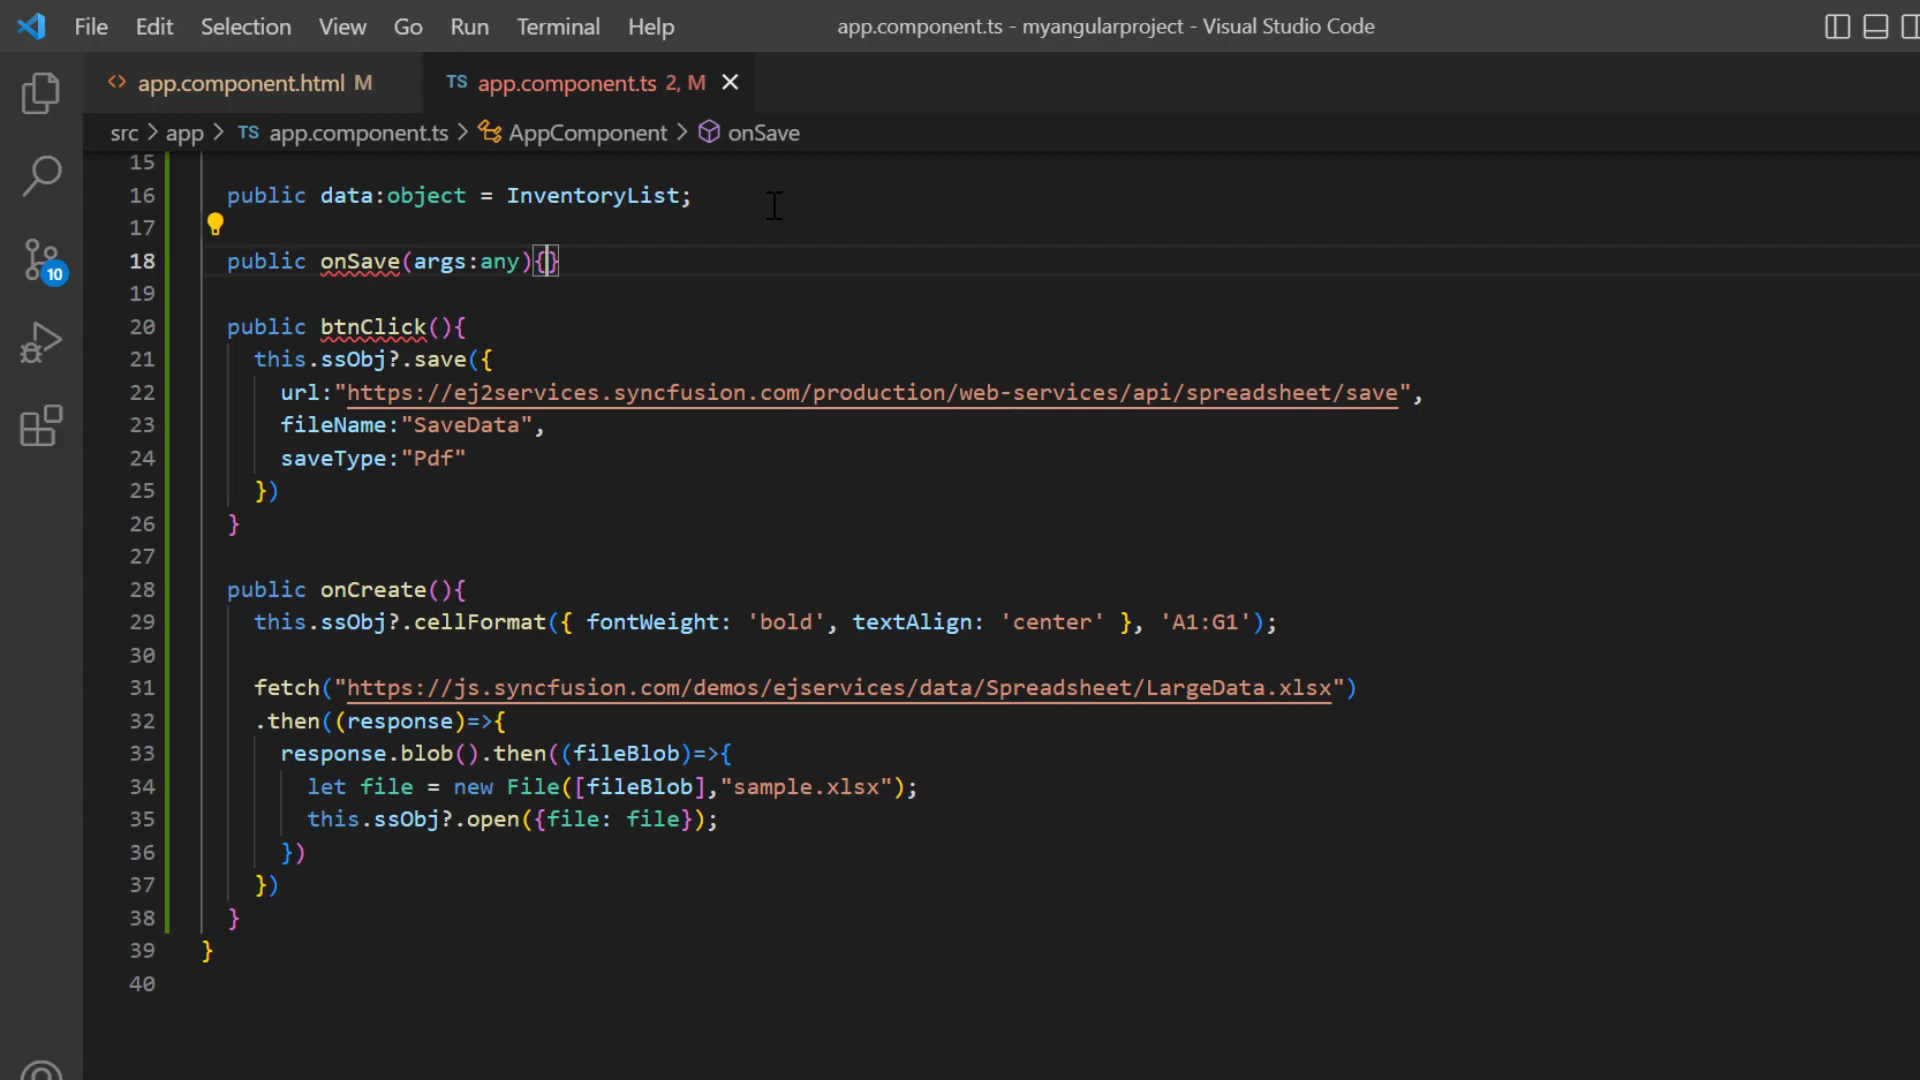 File Edit Selection View Go Run Terminal Help app.component.ts - myangularproject - Visual Studio Code
<> app.component.html M TS app.component.ts 2, M
src > app > TS app.component.ts > AppComponent > onSave
15
16 public data:object = InventoryList;
17
18 public onSave(args:any){}
10
19
20 public btnClick(){
21 this.ssObj?.save({
22 url:"https://ej2services.syncfusion.com/production/web-services/api/spreadsheet/save",
23 fileName:"SaveData",
24 saveType:"Pdf"
25 })
26 }
27
28 public onCreate(){
29 this.ssObj?.cellFormat({ fontWeight: 'bold', textAlign: 'center' }, 'A1:G1');
30
31 fetch("https://js.syncfusion.com/demos/ejservices/data/Spreadsheet/LargeData.xlsx")
32 .then((response)=>{
33 response.blob().then((fileBlob)=>{
34 let file = new File([fileBlob],"sample.xlsx");
35 this.ssObj?.open({file: file});
36 })
37 })
38 }
39 }
40